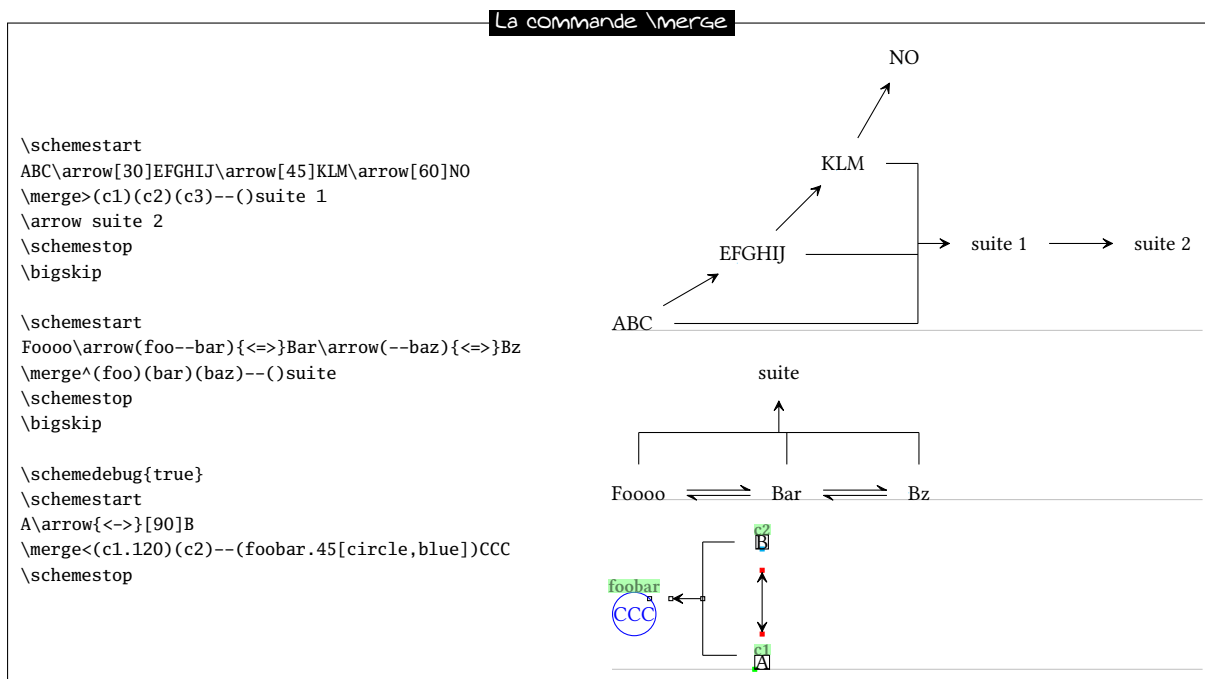 La commande \merge
\schemestart
ABC\arrow[30]EFGHIJ\arrow[45]KLM\arrow[60]NO
\merge>(c1)(c2)(c3)--()suite 1
\arrow suite 2
\schemestop
\bigskip
\schemestart
Foooo\arrow(foo--bar){<=>}Bar\arrow(--baz){<=>}Bz
\merge^(foo)(bar)(baz)--()suite
\schemestop
\bigskip
\schemedebug{true}
\schemestart
A\arrow{<->}[90]B
\merge<(c1.120)(c2)--(foobar.45[circle,blue])CCC
\schemestop
NO
KLM
EFGHIJ
suite 1
suite 2
ABC
suite
Foooo
Bar
Bz
c2
B
foobar
CCC
c1
A